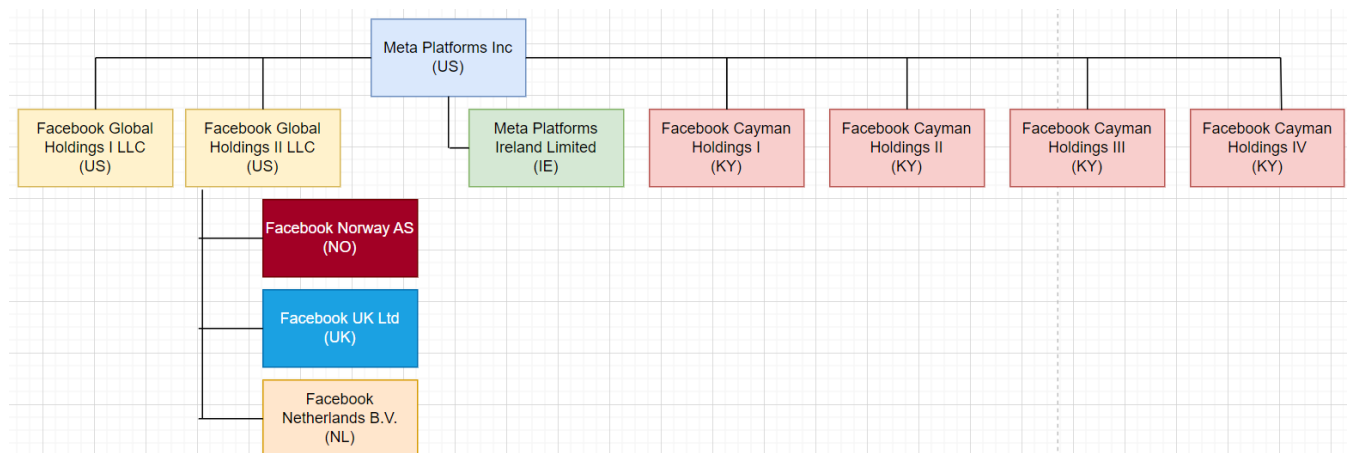 Meta Platforms Inc
(US)
Facebook Global
Holdings I LLC
(US)
Facebook Global
Holdings II LLC
(US)
Meta Platforms
Ireland Limited
(IE)
Facebook Cayman
Holdings I
(KY)
Facebook Cayman
Holdings II
(KY)
Facebook Cayman
Holdings III
(KY)
Facebook Cayman
Holdings IV
(KY)
Facebook Norway AS
(NO)
Facebook UK Ltd
(UK)
Facebook
Netherlands B.V.
(NL)